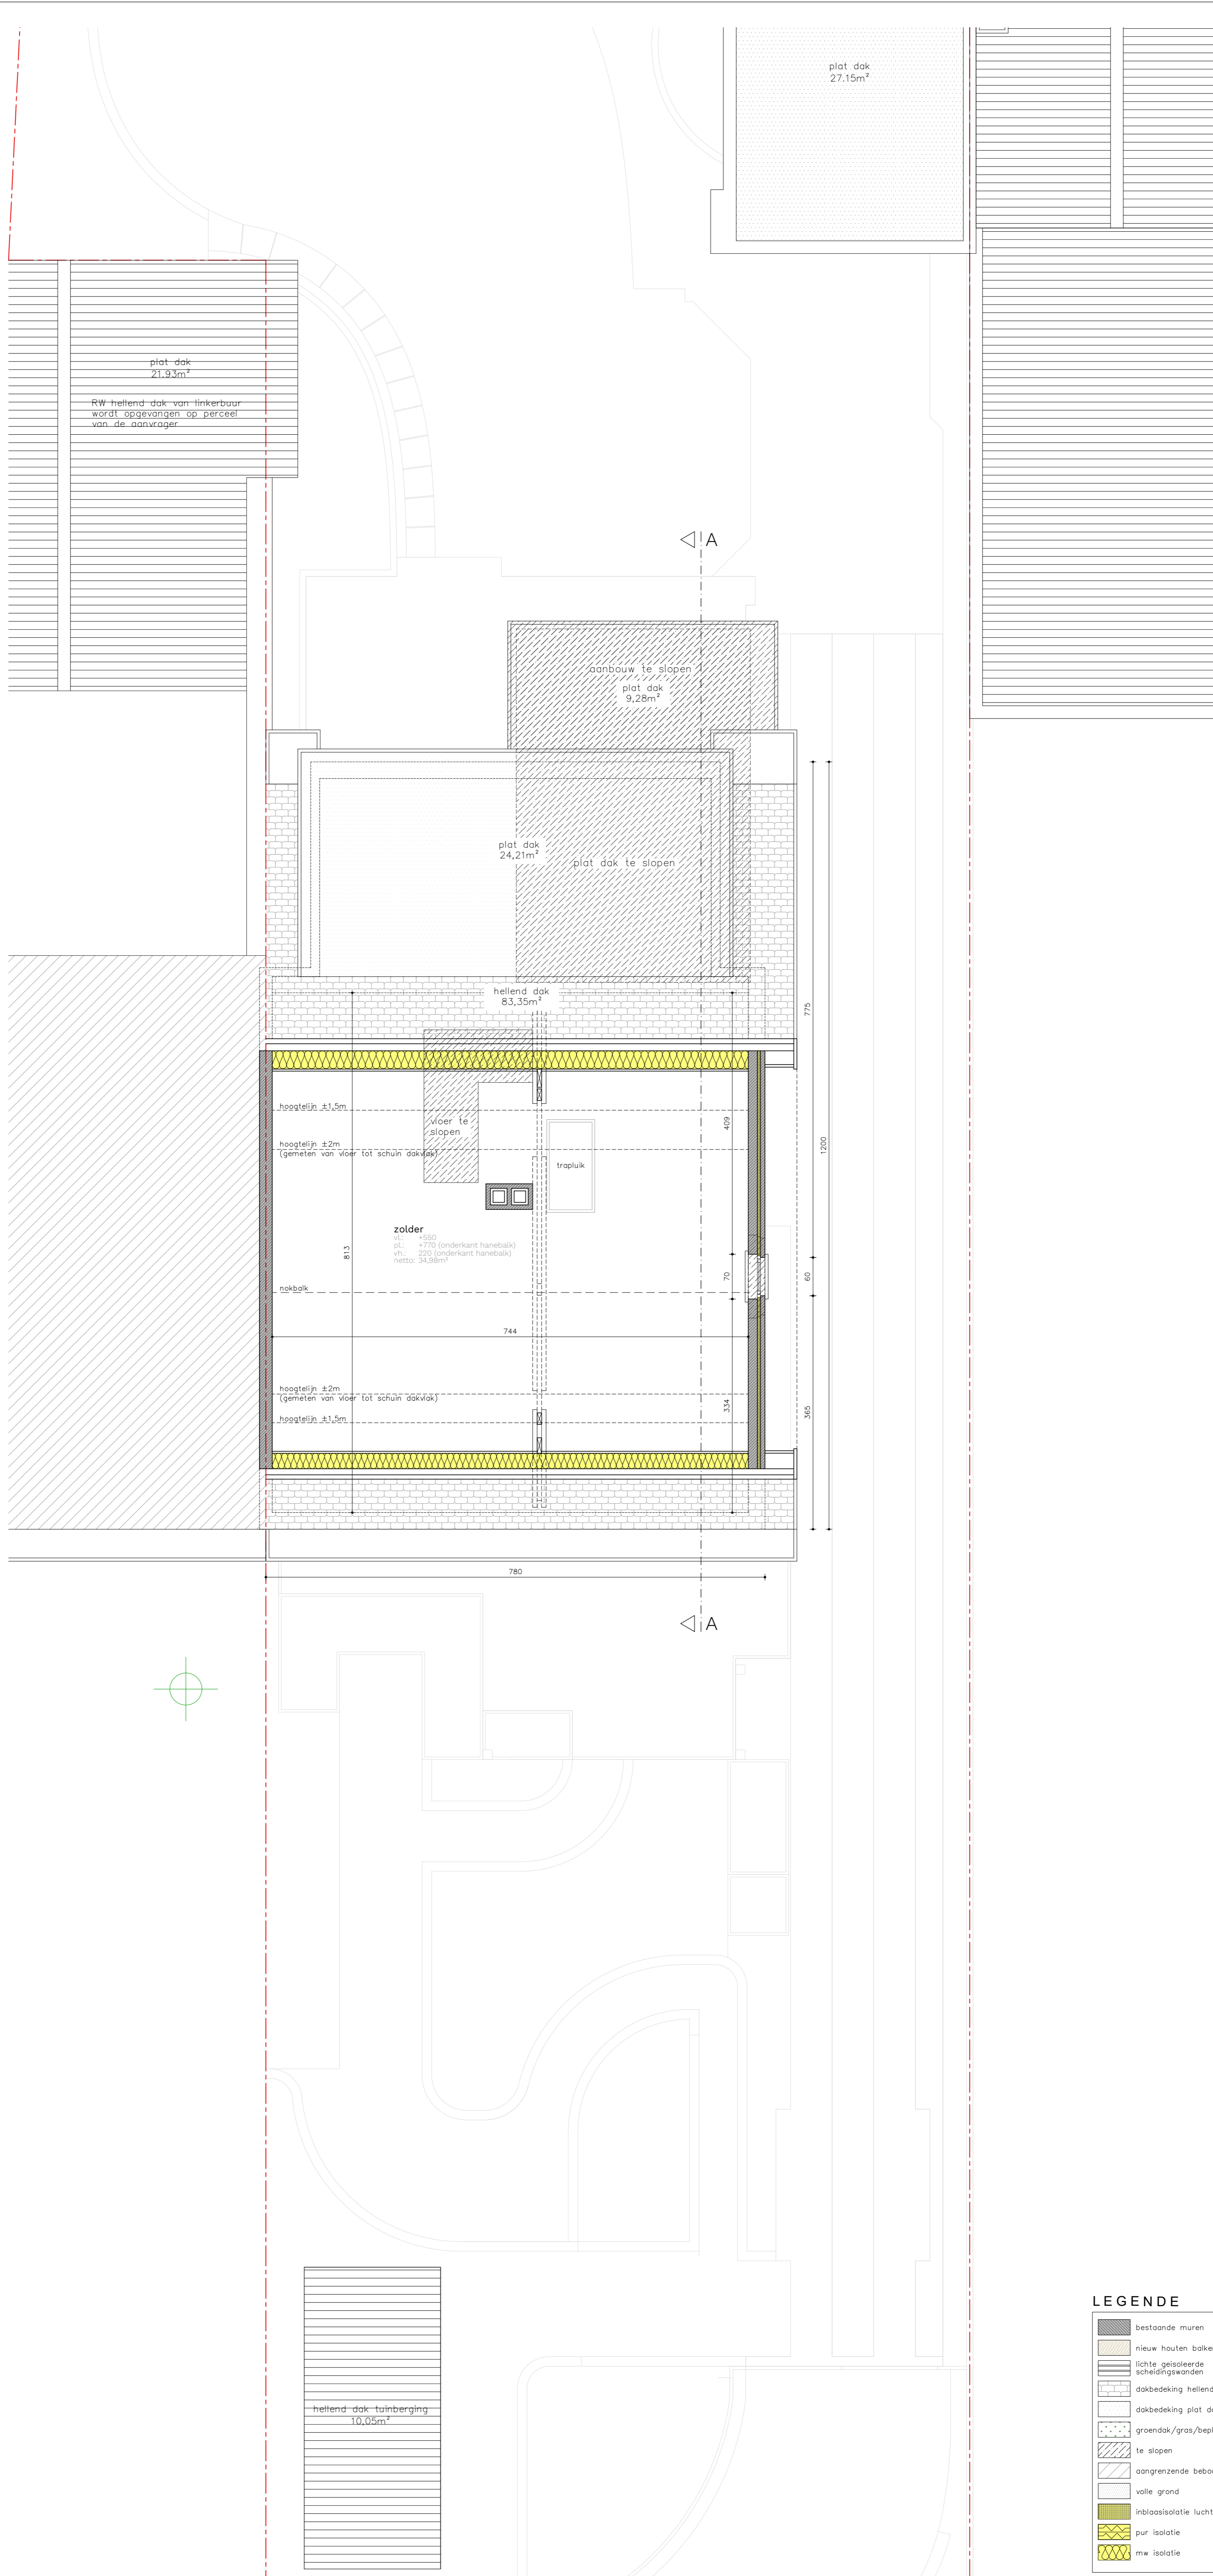 plat dak
27.15m²
plat dak
21.93m²
RW hellend dak van linkerbuur
wordt opgevangen op perceel
van de aanvrager
A
aanbouw te slopen
plat dak
9,28m²
plat dak
24,21m²
plat dak te slopen
hellend dak
83,35m²
775
hoogtelijn ±1,5m
vloer te
slopen
409
hoogtelijn ±2m
(gemeten van vloer tot schuin dakvlak)
1200
trapluik
zolder
vl.: +550
pl.: +770 (onderkant hanebalk)
vh.: 220 (onderkant hanebalk)
netto: 34,98m²
813
70
60
nokbalk
744
hoogtelijn ±2m
(gemeten van vloer tot schuin dakvlak)
334
365
hoogtelijn ±1,5m
780
A
hellend dak tuinberging
10,05m²
LEGENDE
bestaande muren
nieuw houten balke
lichte geisoleerde
scheidingswanden
dakbedeking hellend
dakbedeking plat d
groendak/gras/bepl
te slopen
aangrenzende bebo
volle grond
inblaasisolatie lucht
pur isolatie
mw isolatie